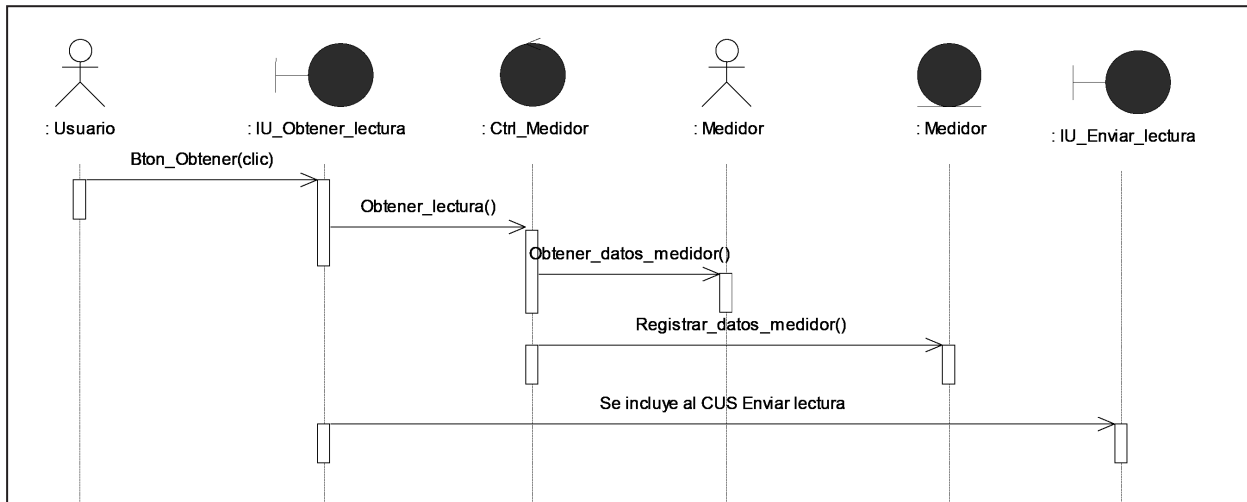 : Usuario
: IU_Obtener_lectura
: Ctrl_Medidor
: Medidor
: Medidor
: IU_Enviar_lectura
Bton_Obtener(clic)
Obtener_lectura()
Obtener_datos_medidor()
Registrar_datos_medidor()
Se incluye al CUS Enviar lectura